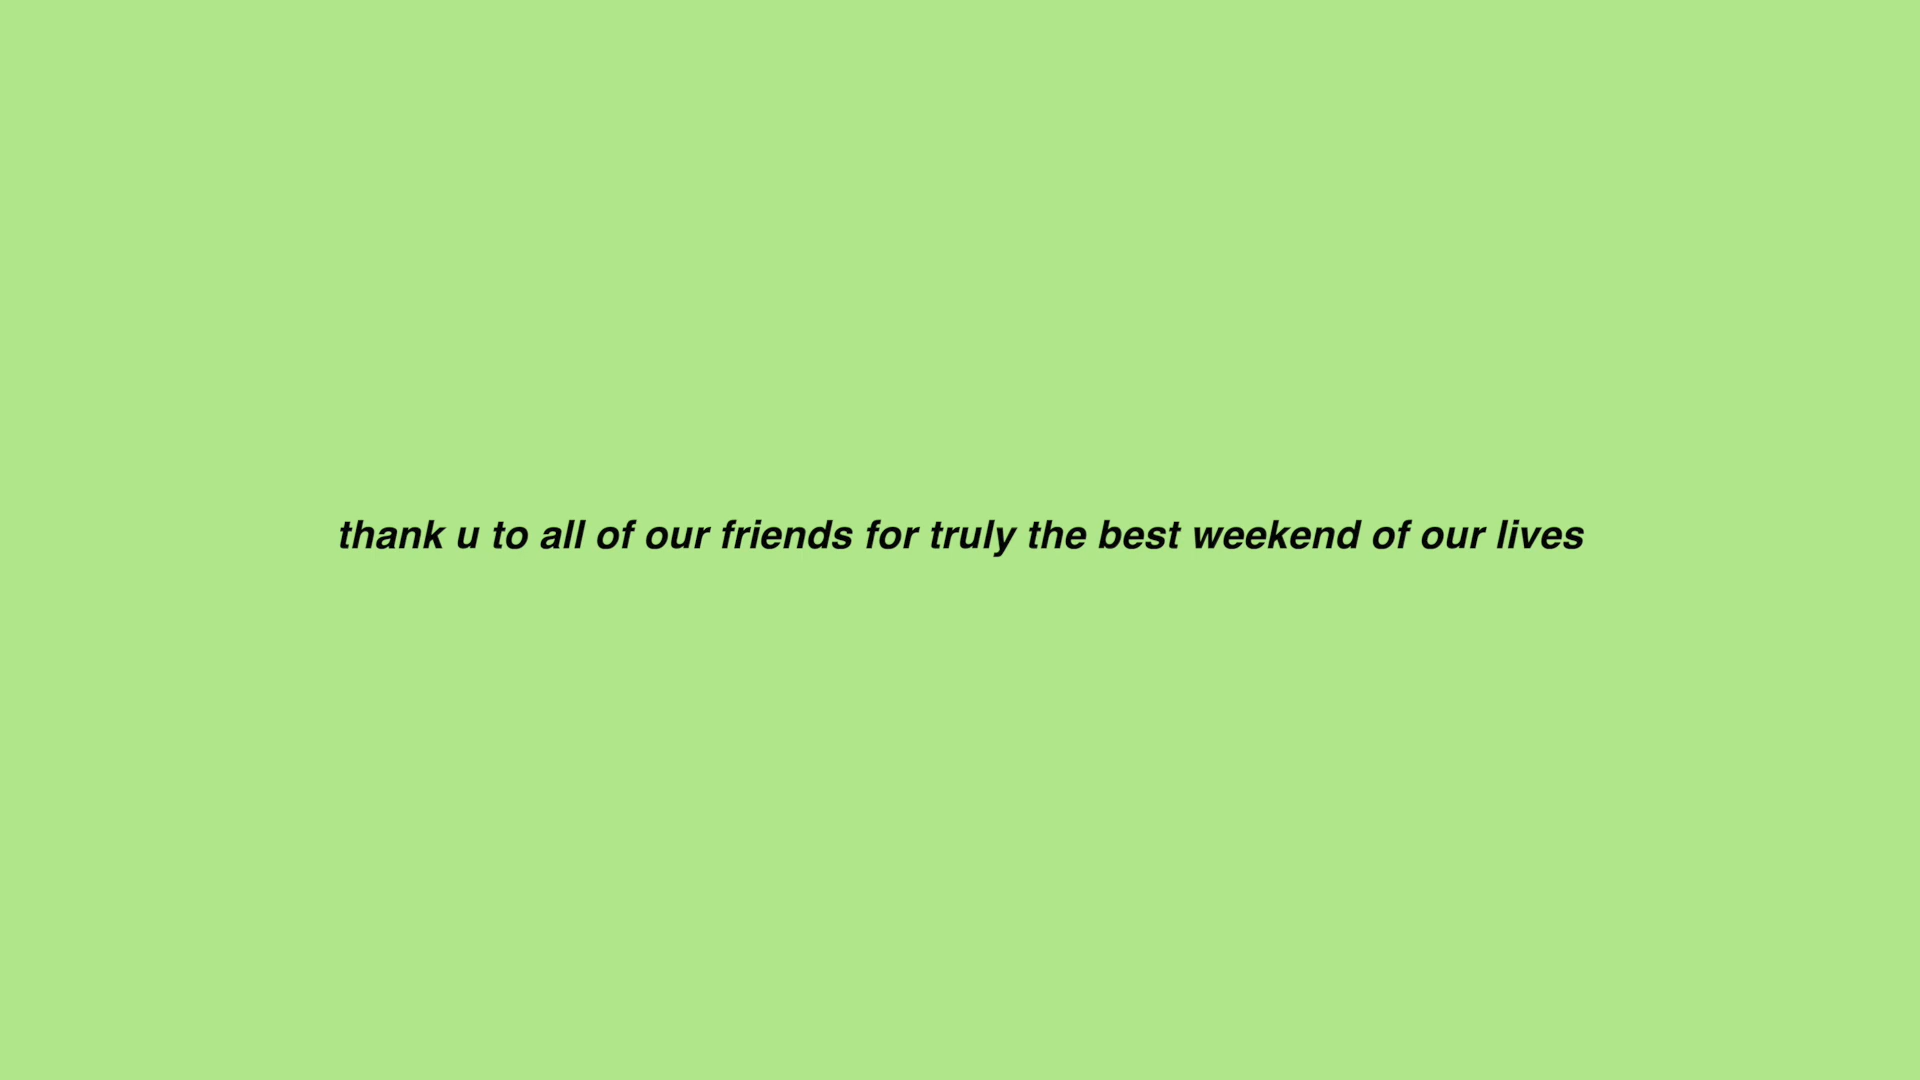 thank u to all of our friends for truly the best weekend of our lives